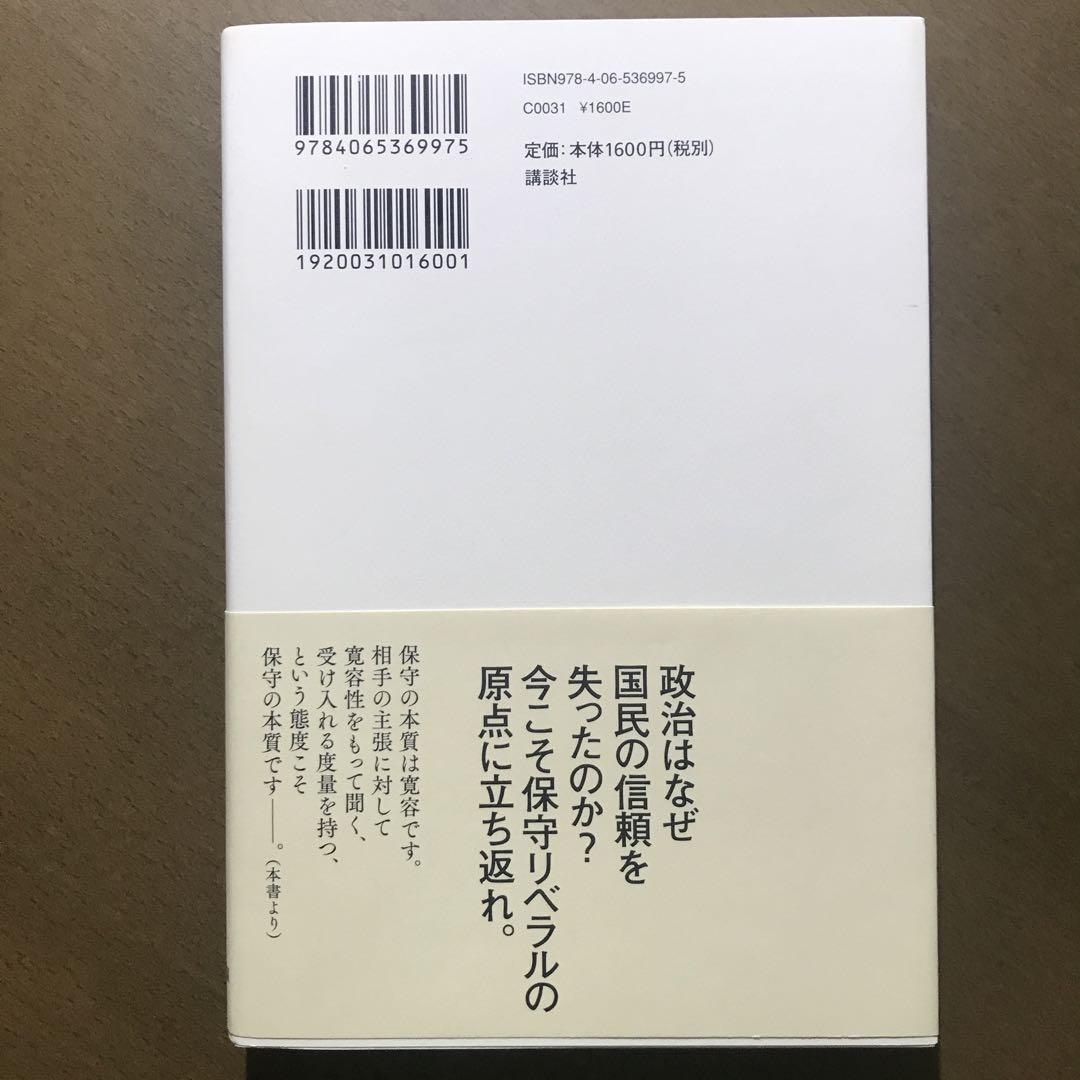 9784065369975
1920031016001
ISBN978-4-06-536997-5
C0031 ¥1600E
定価：本体1600円（税別）
講談社
政治はなぜ
国民の信頼を
失ったのか？
今こそ保守リベラルの
原点に立ち返れ。
保守の本質は寛容です。
相手の主張に対して
寛容性をもって聞く、
受け入れる度量を持つ、
という態度こそ
保守の本質です――。（本書より）